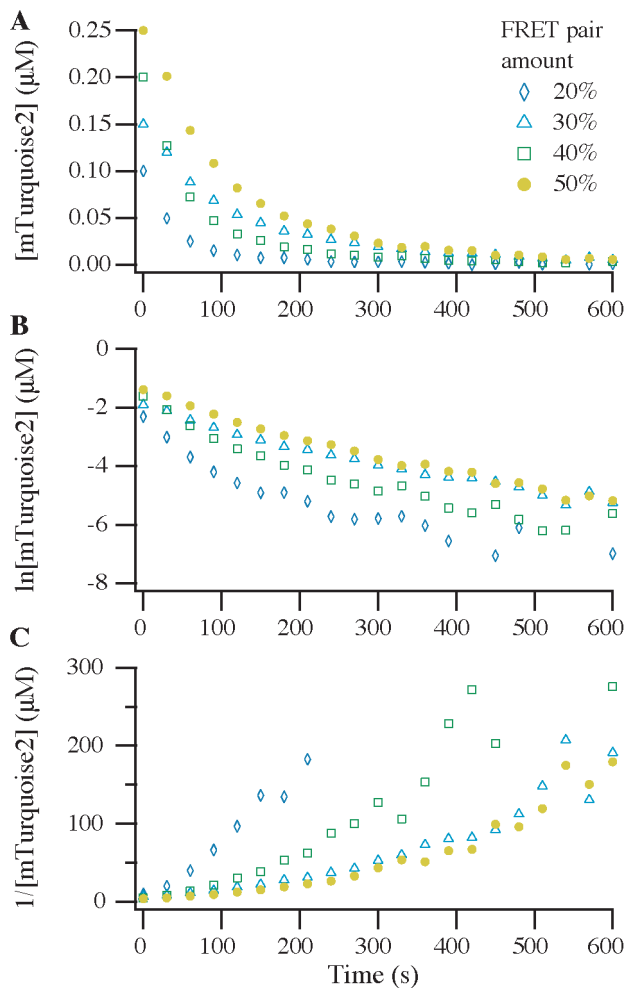 A
FRET pair
amount
20%
30%
40%
50%
[mTurquoise2] (μM)
0.25
0.20
0.15
0.10
0.05
0.00
0 100 200 300 400 500 600
B
ln[mTurquoise2] (μM)
0
-2
-4
-6
-8
0 100 200 300 400 500 600
C
1/[mTurquoise2] (μM)
300
200
100
0
0 100 200 300 400 500 600
Time (s)